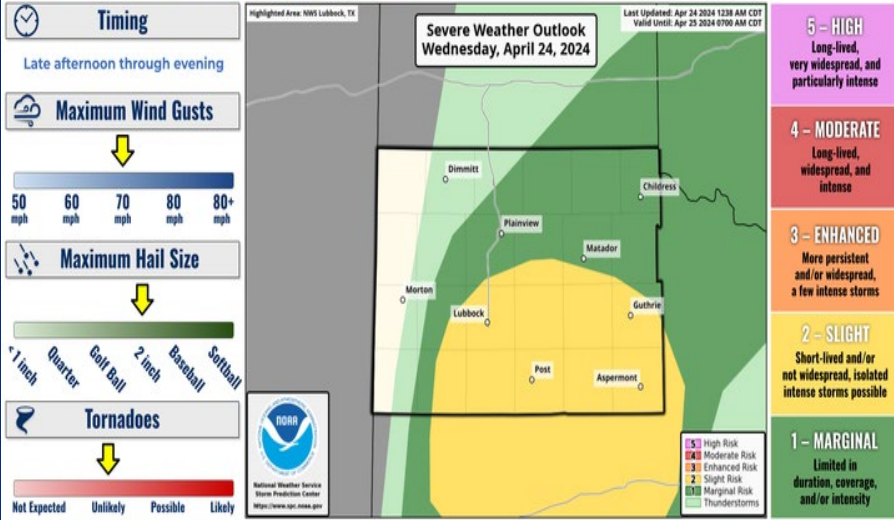 Timing
Late afternoon through evening
Maximum Wind Gusts
50 60 70 80 80+
mph mph mph mph mph
Maximum Hail Size
<1 inch Quarter Golf Ball 2 inch Baseball Softball
Tornadoes
Not Expected Unlikely Possible Likely
Highlighted Area: NWS Lubbock, TX
Severe Weather Outlook
Wednesday, April 24, 2024
Last Updated: Apr 24 2024 1238 AM CDT
Valid Until: Apr 25 2024 0700 AM CDT
Dimmitt
Childress
Plainview
Matador
Morton
Lubbock
Guthrie
Post
Aspermont
NOAA
National Weather Service
Storm Prediction Center
https://www.spc.noaa.gov
5 High Risk
4 Moderate Risk
3 Enhanced Risk
2 Slight Risk
1 Marginal Risk
Thunderstorms
5 – HIGH
Long-lived,
very widespread, and
particularly intense
4 – MODERATE
Long-lived,
widespread, and
intense
3 – ENHANCED
More persistent
and/or widespread,
a few intense storms
2 – SLIGHT
Short-lived and/or
not widespread, isolated
intense storms possible
1 – MARGINAL
Limited in
duration, coverage,
and/or intensity